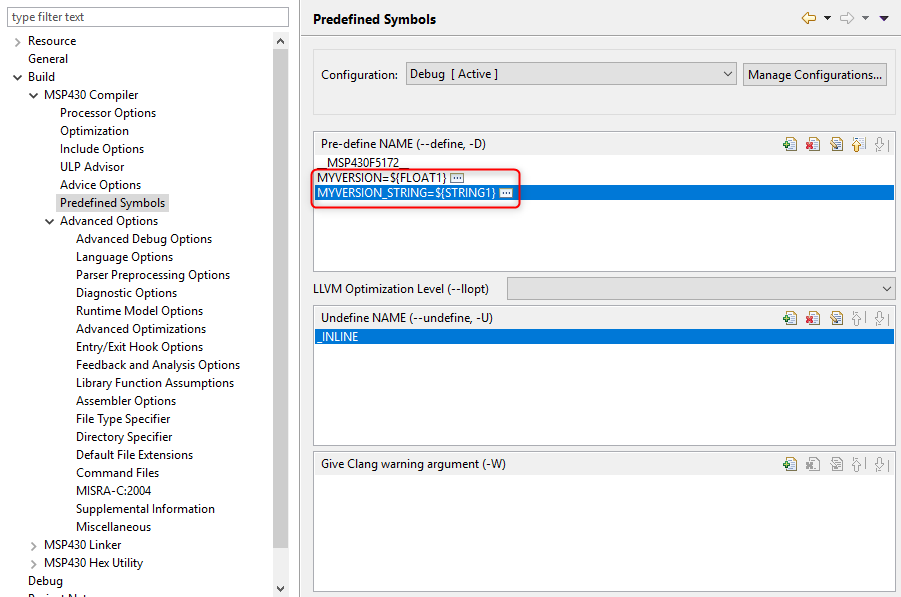 type filter text
Resource
General
Build
MSP430 Compiler
Processor Options
Optimization
Include Options
ULP Advisor
Advice Options
Predefined Symbols
Advanced Options
Advanced Debug Options
Language Options
Parser Preprocessing Options
Diagnostic Options
Runtime Model Options
Advanced Optimizations
Entry/Exit Hook Options
Feedback and Analysis Options
Library Function Assumptions
Assembler Options
File Type Specifier
Directory Specifier
Default File Extensions
Command Files
MISRA-C:2004
Supplemental Information
Miscellaneous
MSP430 Linker
MSP430 Hex Utility
Debug
Predefined Symbols
Configuration: Debug [ Active ] Manage Configurations...
Pre-define NAME (--define, -D)
__MSP430F5172__
MYVERSION=${FLOAT1}
MYVERSION_STRING=${STRING1}
LLVM Optimization Level (--llopt)
Undefine NAME (--undefine, -U)
_INLINE
Give Clang warning argument (-W)